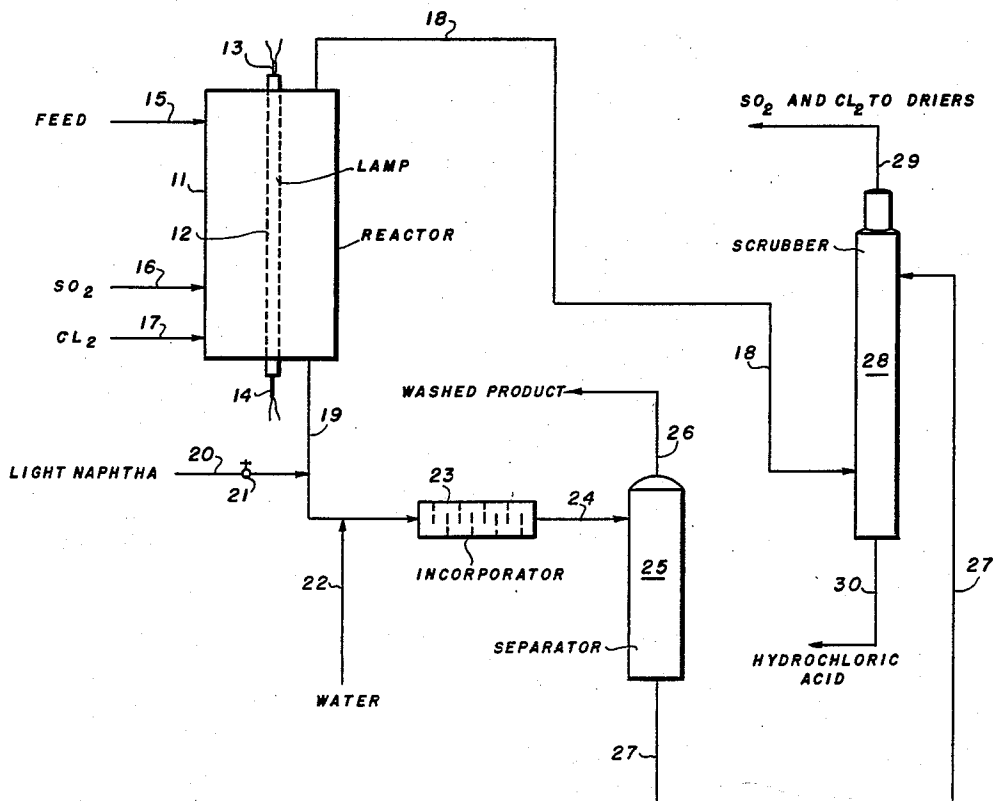 18
13
SO2 AND CL2 TO DRIERS
15
FEED
LAMP
29
11
12
REACTOR
SCRUBBER
16
SO2
17
CL2
18
28
14
WASHED PRODUCT
19
26
20
LIGHT NAPHTHA
21
23
24
INCORPORATOR
25
22
30
27
SEPARATOR
HYDROCHLORIC
ACID
WATER
27